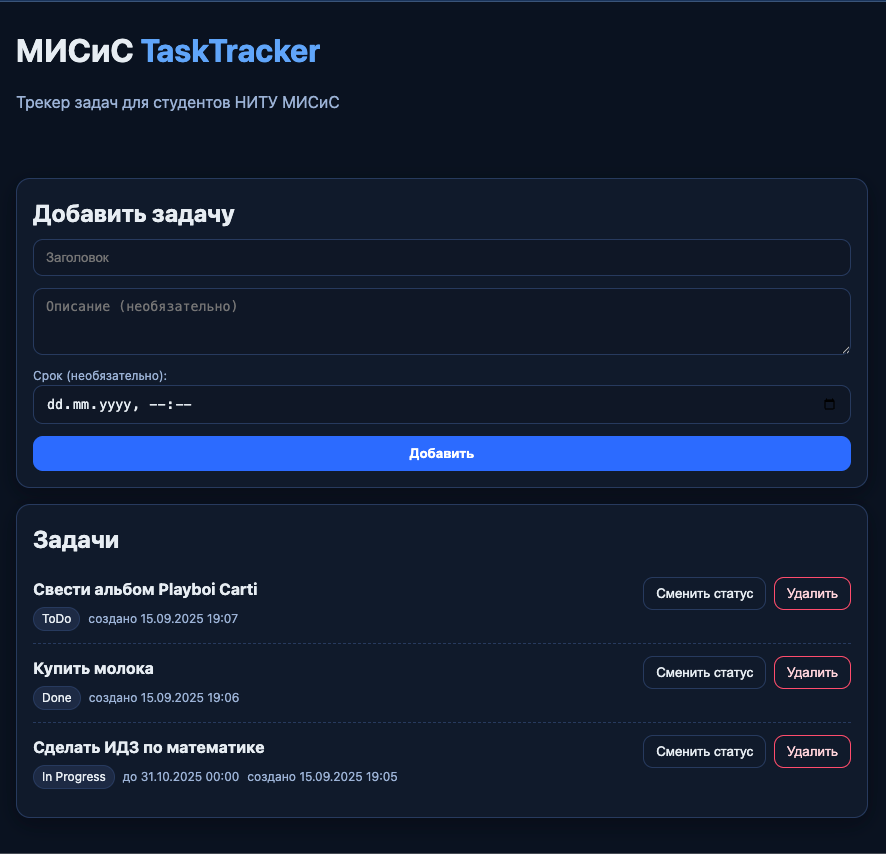 МИСиС TaskTracker
Трекер задач для студентов НИТУ МИСиС
Добавить задачу
Заголовок
Описание (необязательно)
Срок (необязательно):
dd.mm.yyyy, --:--
Добавить
Задачи
Свести альбом Playboi Carti
Сменить статус Удалить
ToDo создано 15.09.2025 19:07
Купить молока
Сменить статус Удалить
Done создано 15.09.2025 19:06
Сделать ИДЗ по математике
Сменить статус Удалить
In Progress до 31.10.2025 00:00 создано 15.09.2025 19:05